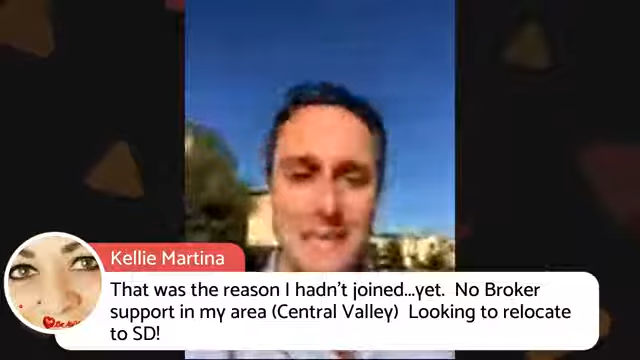 Kellie Martina
That was the reason I hadn't joined...yet.  No Broker
support in my area (Central Valley)  Looking to relocate
to SD!